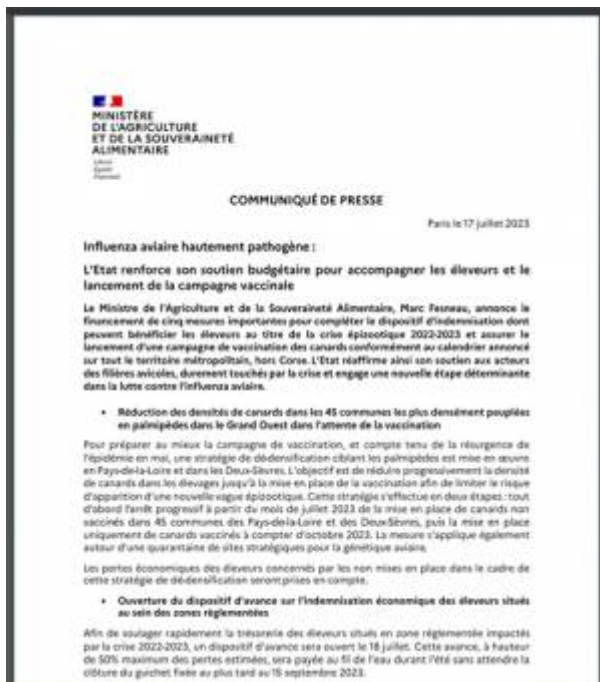 MINISTÈRE
DE L'AGRICULTURE
ET DE LA SOUVERAINETÉ
ALIMENTAIRE
Liberté
Égalité
Fraternité
COMMUNIQUÉ DE PRESSE
Paris le 17 juillet 2023
Influenza aviaire hautement pathogène :
L'Etat renforce son soutien budgétaire pour accompagner les éleveurs et le
lancement de la campagne vaccinale
Le Ministre de l'Agriculture et de la Souveraineté Alimentaire, Marc Fesneau, annonce le
financement de cinq mesures importantes pour compléter le dispositif d'indemnisation dont
peuvent bénéficier les éleveurs au titre de la crise épizootique 2022-2023 et assurer le
lancement d'une campagne de vaccination des canards conformément au calendrier annoncé
sur tout le territoire métropolitain, hors Corse. L'Etat réaffirme ainsi son soutien aux acteurs
des filières avicoles, durement touchés par la crise et engage une nouvelle étape déterminante
dans la lutte contre l'influenza aviaire.
• Réduction des densités de canards dans les 45 communes les plus densément peuplées
en palmipèdes dans le Grand Ouest dans l'attente de la vaccination
Pour préparer au mieux la campagne de vaccination, et compte tenu de la résurgence de
l'épidémie en mai, une stratégie de dédensification ciblant les palmipèdes est mise en œuvre
en Pays-de-la-Loire et dans les Deux-Sèvres. L'objectif est de réduire progressivement la densité
de canards dans les élevages jusqu'à la mise en place de la vaccination afin de limiter le risque
d'apparition d'une nouvelle vague épizootique. Cette stratégie s'effectue en deux étapes : tout
d'abord l'arrêt progressif à partir du mois de juillet 2023 de la mise en place de canards non
vaccinés dans 45 communes des Pays-de-la-Loire et des Deux-Sèvres, puis la mise en place
uniquement de canards vaccinés à compter d'octobre 2023. La mesure s'applique également
autour d'une quarantaine de sites stratégiques pour la génétique aviaire.
Les pertes économiques des éleveurs concernés par les non mises en place dans le cadre de
cette stratégie de dé-densification seront prises en compte.
• Ouverture du dispositif d'avance sur l'indemnisation économique des éleveurs situés
au sein des zones réglementées
Afin de soulager rapidement la trésorerie des éleveurs situés en zone réglementée impactés
par la crise 2022-2023, un dispositif d'avance sera ouvert le 18 juillet. Cette avance, à hauteur
de 50% maximum des pertes estimées, sera payée au fil de l'eau durant l'été sans attendre la
clôture du guichet fixée au plus tard au 15 septembre 2023.